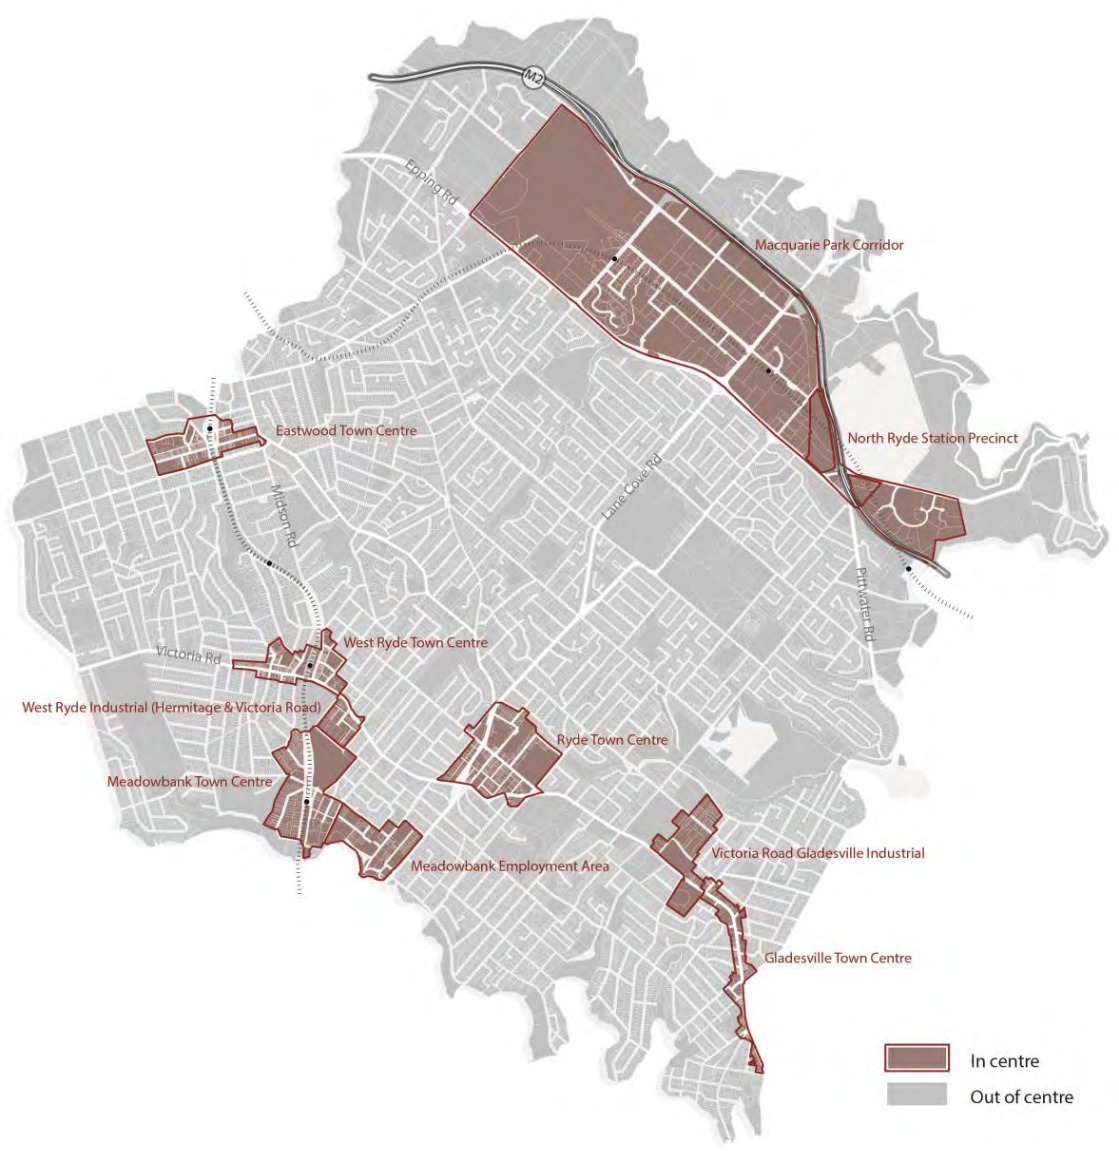 M2
Epping Rd
Macquarie Park Corridor
Eastwood Town Centre
North Ryde Station Precinct
Lane Cove Rd
Midson Rd
Pittwater Rd
West Ryde Town Centre
Victoria Rd
West Ryde Industrial (Hermitage & Victoria Road)
Ryde Town Centre
Meadowbank Town Centre
Victoria Road Gladesville Industrial
Meadowbank Employment Area
Gladesville Town Centre
In centre
Out of centre